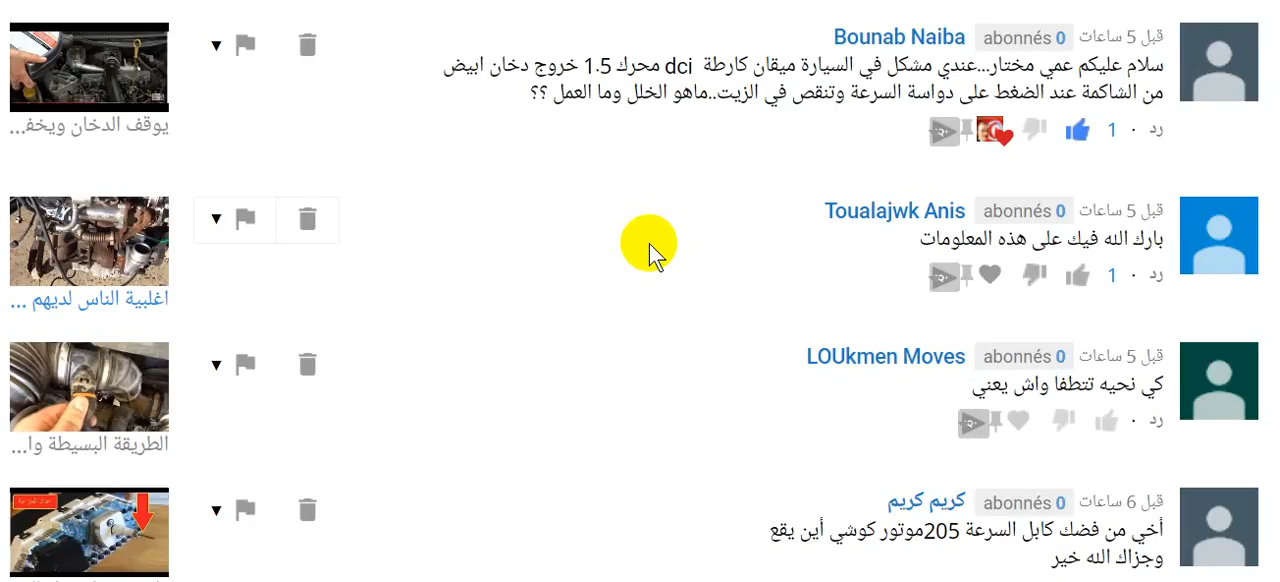 Bounab Naiba abonnés 0 قبل 5 ساعات
سلام عليكم عمي مختار...عندي مشكل في السيارة ميقان كارطة dci محرك 1.5 خروج دخان ابيض
من الشاكمة عند الضغط على دواسة السرعة وتنقص في الزيت..ماهو الخلل وما العمل ؟؟
رد · 1
يوقف الدخان ويخف...
Toualajwk Anis abonnés 0 قبل 5 ساعات
بارك الله فيك على هذه المعلومات
رد · 1
اغلبية الناس لديهم ...
LOUkmen Moves abonnés 0 قبل 5 ساعات
كي نحيه تتطفا واش يعني
رد ·
الطريقة البسيطة وا...
كريم كريم abonnés 0 قبل 6 ساعات
أخي من فضك كابل السرعة 205موتور كوشي أين يقع
وجزاك الله خير